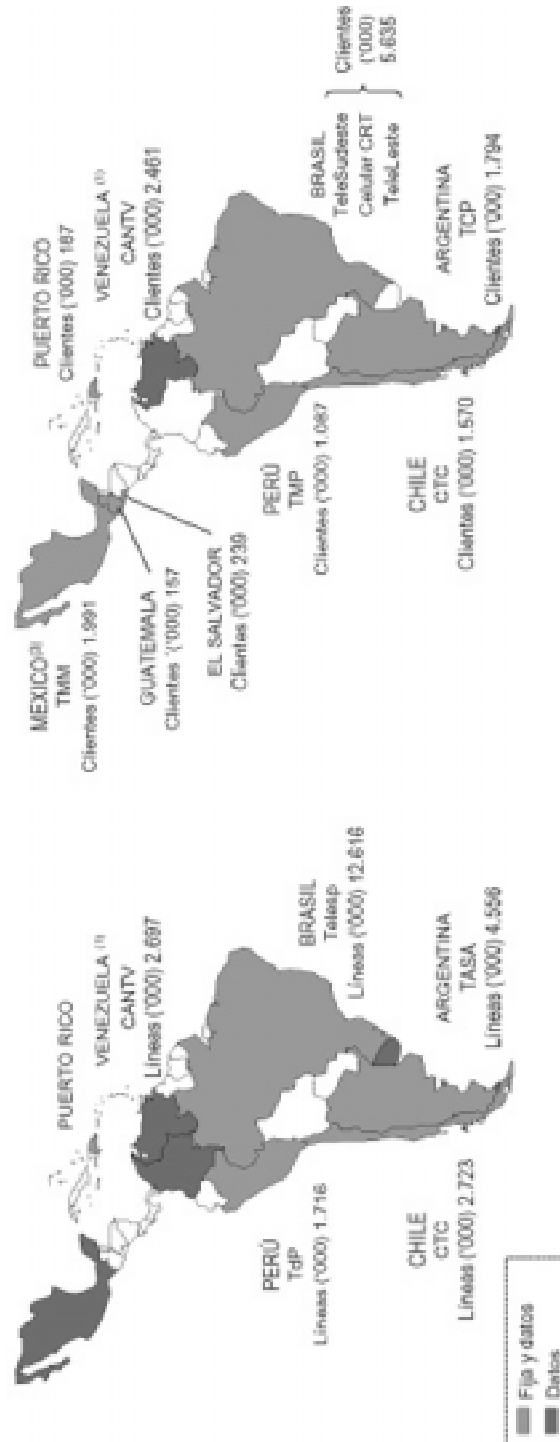 PUERTO RICO
VENEZUELA (1)
CANTV
Líneas ('000) 2.697
PERÚ
TdP
Líneas ('000) 1.716
BRASIL
Telesp
Líneas ('000) 12.616
CHILE
CTC
Líneas ('000) 2.723
ARGENTINA
TASA
Líneas ('000) 4.556
Fija y datos
Datos
MEXICO(2)
TMM
Clientes ('000) 1.991
PUERTO RICO
Clientes ('000)
VENEZUELA (1)
CANTV
Clientes ('000) 2.461
GUATEMALA
Clientes '('000)
EL SALVADOR
Clientes ('000) 239
PERÚ
TMP
Clientes ('000) 1.087
BRASIL
TeleSudeste
Celular CRT
TeleLeste
Clientes
('000)
5.635
CHILE
CTC
Clientes ('000) 1.570
ARGENTINA
TCP
Clientes ('000) 1.794